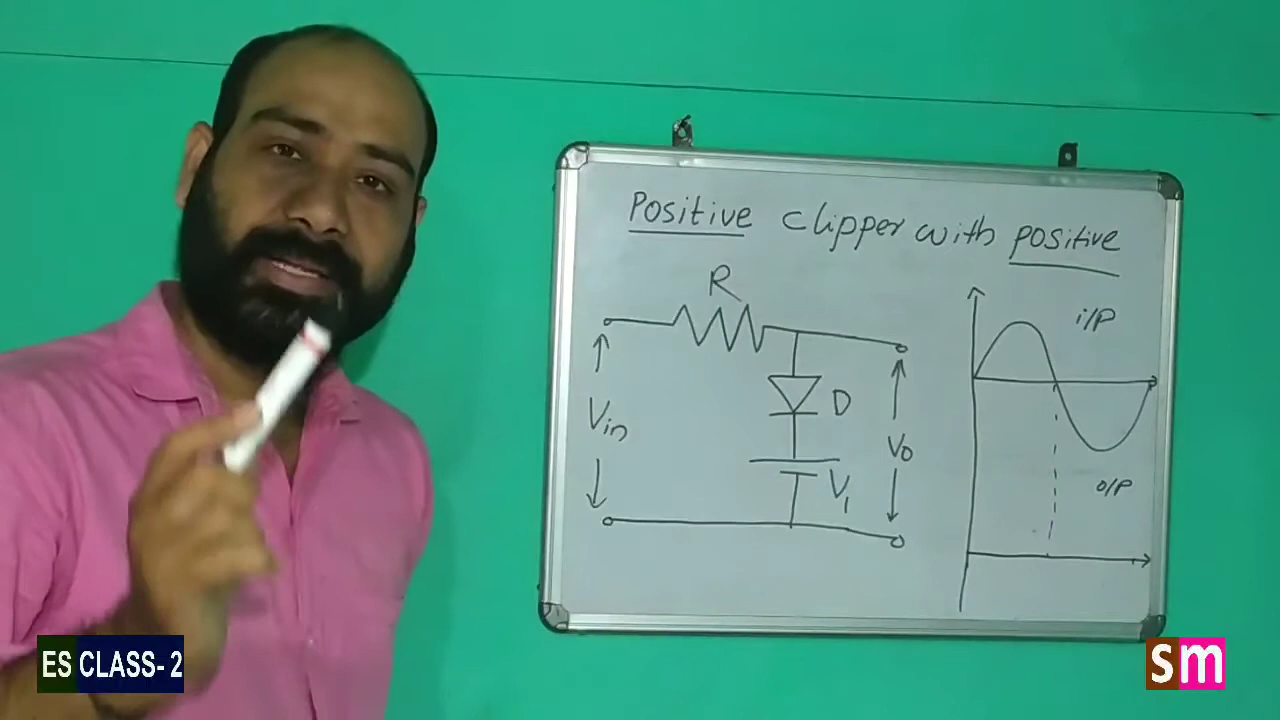 Positive clipper with positive
R
i/P
Vin
D
Vo
V1
o/P
ES CLASS- 2
Sm